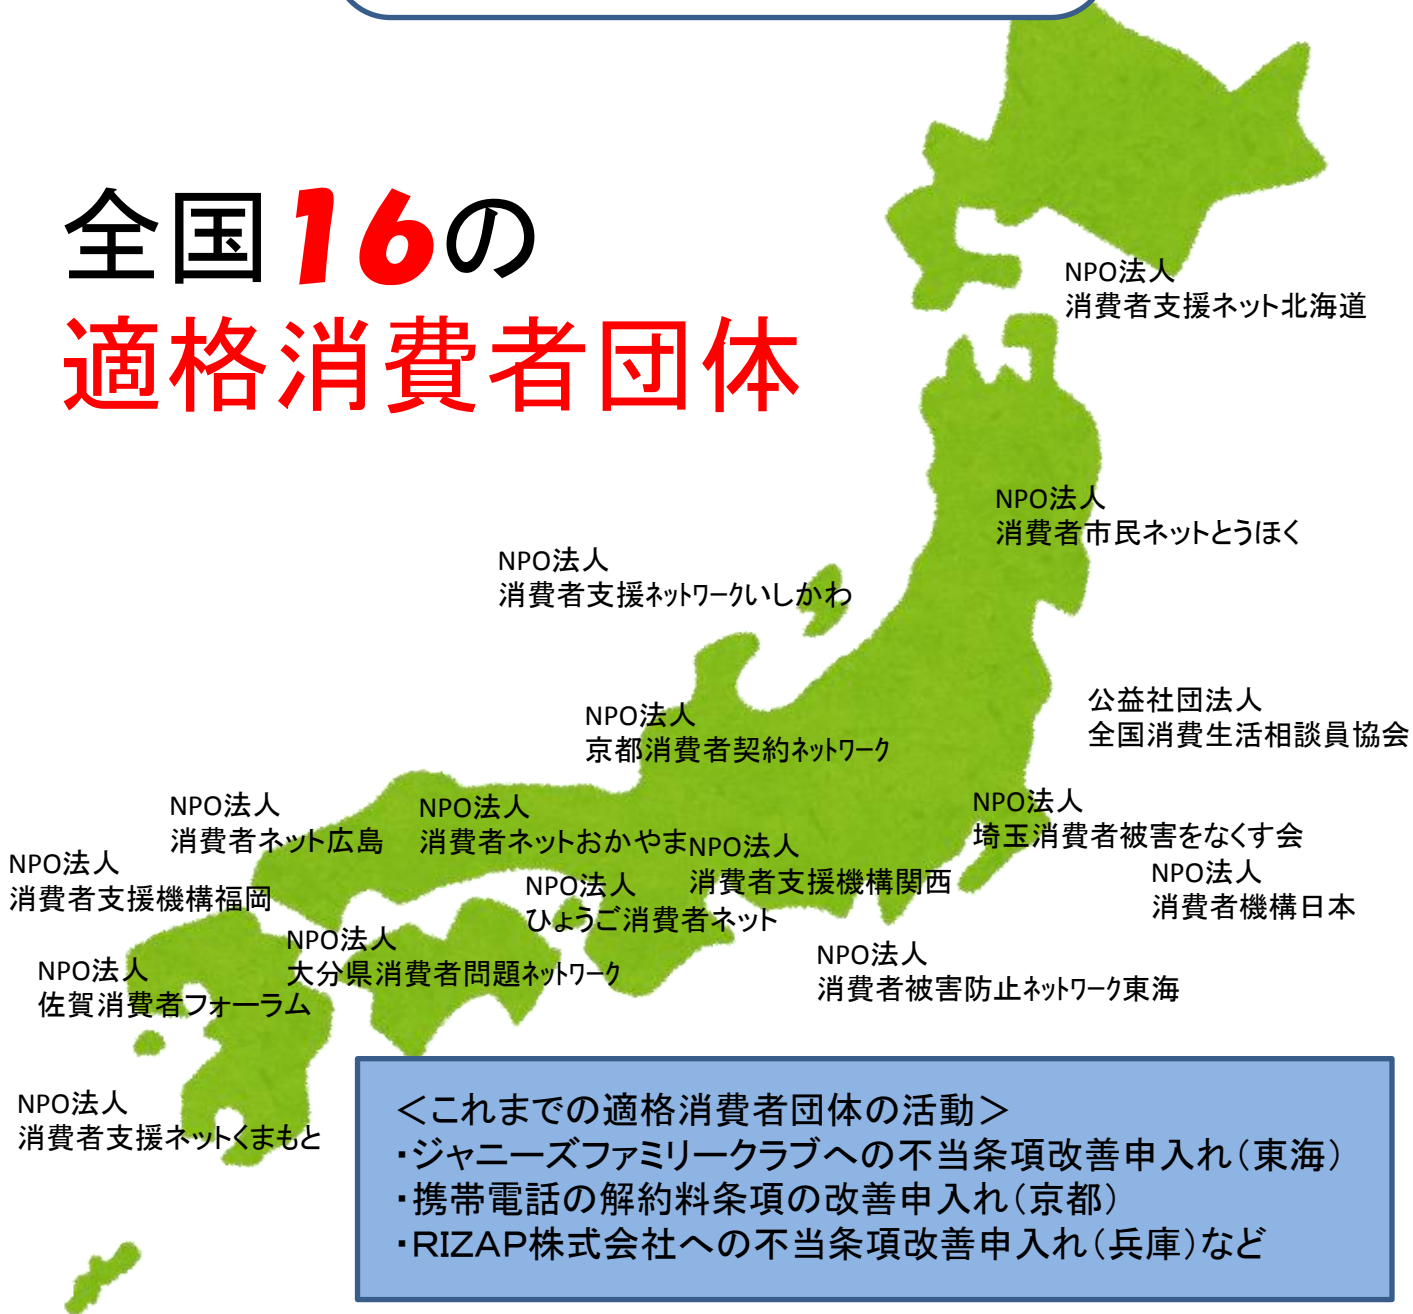 全国16の
適格消費者団体
NPO法人
消費者支援ネット北海道
NPO法人
消費者市民ネットとうほく
NPO法人
消費者支援ネットワークいしかわ
公益社団法人
全国消費生活相談員協会
NPO法人
京都消費者契約ネットワーク
NPO法人
埼玉消費者被害をなくす会
NPO法人
消費者ネット広島
NPO法人
消費者ネットおかやま
NPO法人
消費者支援機構関西
NPO法人
消費者機構日本
NPO法人
消費者支援機構福岡
NPO法人
ひょうご消費者ネット
NPO法人
大分県消費者問題ネットワーク
NPO法人
消費者被害防止ネットワーク東海
NPO法人
佐賀消費者フォーラム
NPO法人
消費者支援ネットくまもと
＜これまでの適格消費者団体の活動＞
・ジャニーズファミリークラブへの不当条項改善申入れ（東海）
・携帯電話の解約料条項の改善申入れ（京都）
・RIZAP株式会社への不当条項改善申入れ（兵庫）など